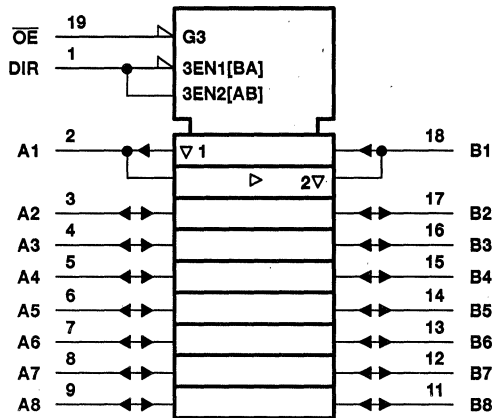 O̅E̅ 19 G3
DIR 1 3EN1[BA]
3EN2[AB]
A1 2 ▽ 1 18 B1
▷ 2▽
A2 3 17 B2
A3 4 16 B3
A4 5 15 B4
A5 6 14 B5
A6 7 13 B6
A7 8 12 B7
A8 9 11 B8